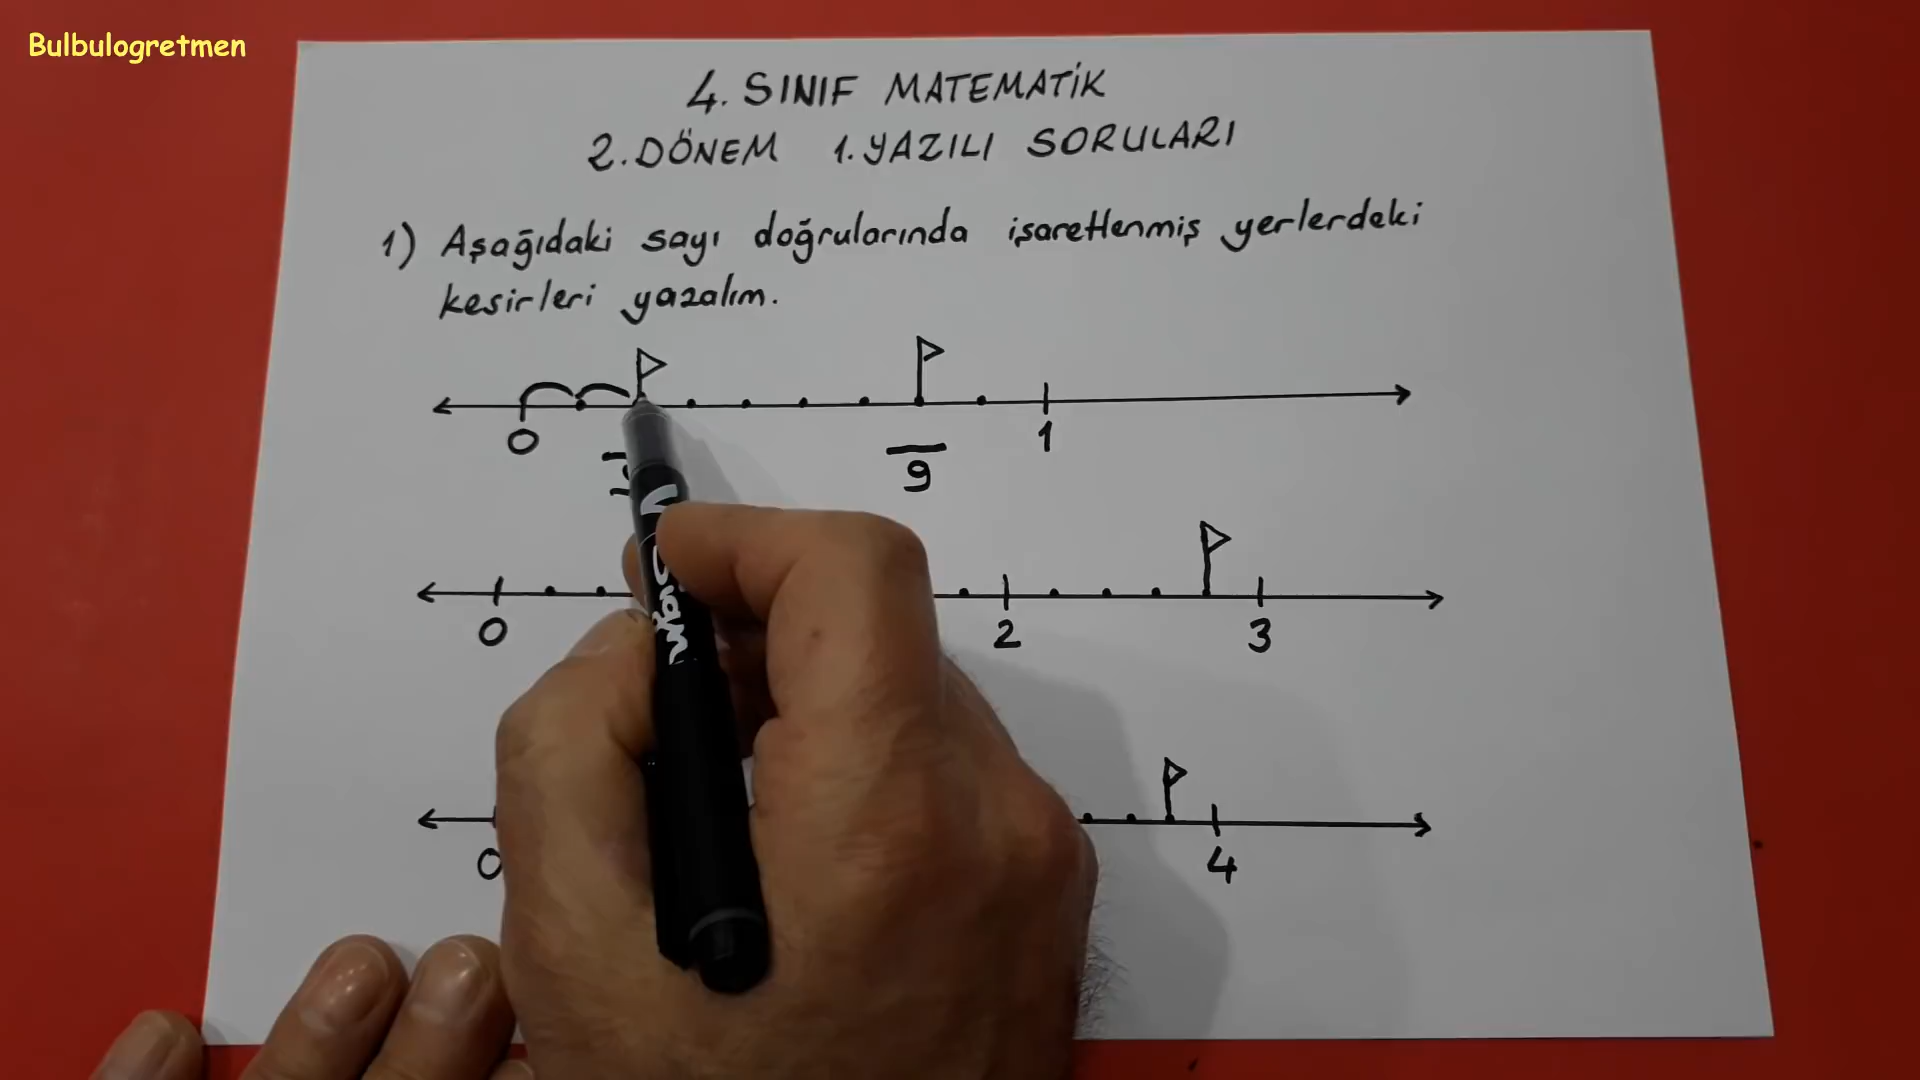 Bulbulogretmen
4. SINIF MATEMATİK
2. DÖNEM 1. YAZILI SORULARI
1) Aşağıdaki sayı doğrularında işaretlenmiş yerlerdeki
kesirleri yazalım.
0 1
9
0 2 3
0 4